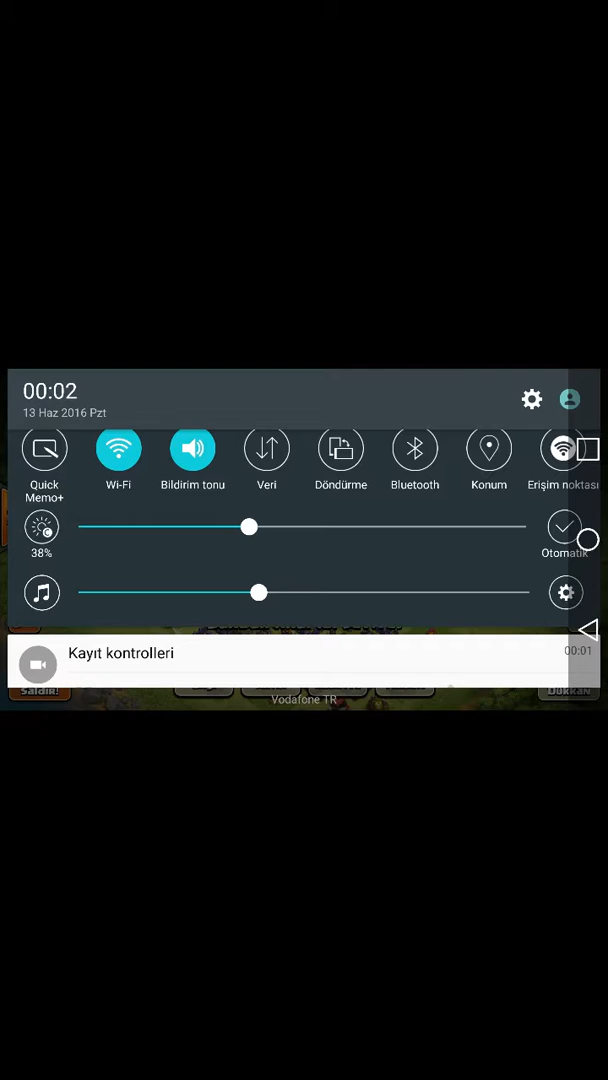 00:02
13 Haz 2016 Pzt
Quick Memo+
Wi-Fi
Bildirim tonu
Veri
Döndürme
Bluetooth
Konum
Erişim noktası
38%
Otomatik
Kayıt kontrolleri
00:01
Saldır!
Dükkan
Vodafone TR